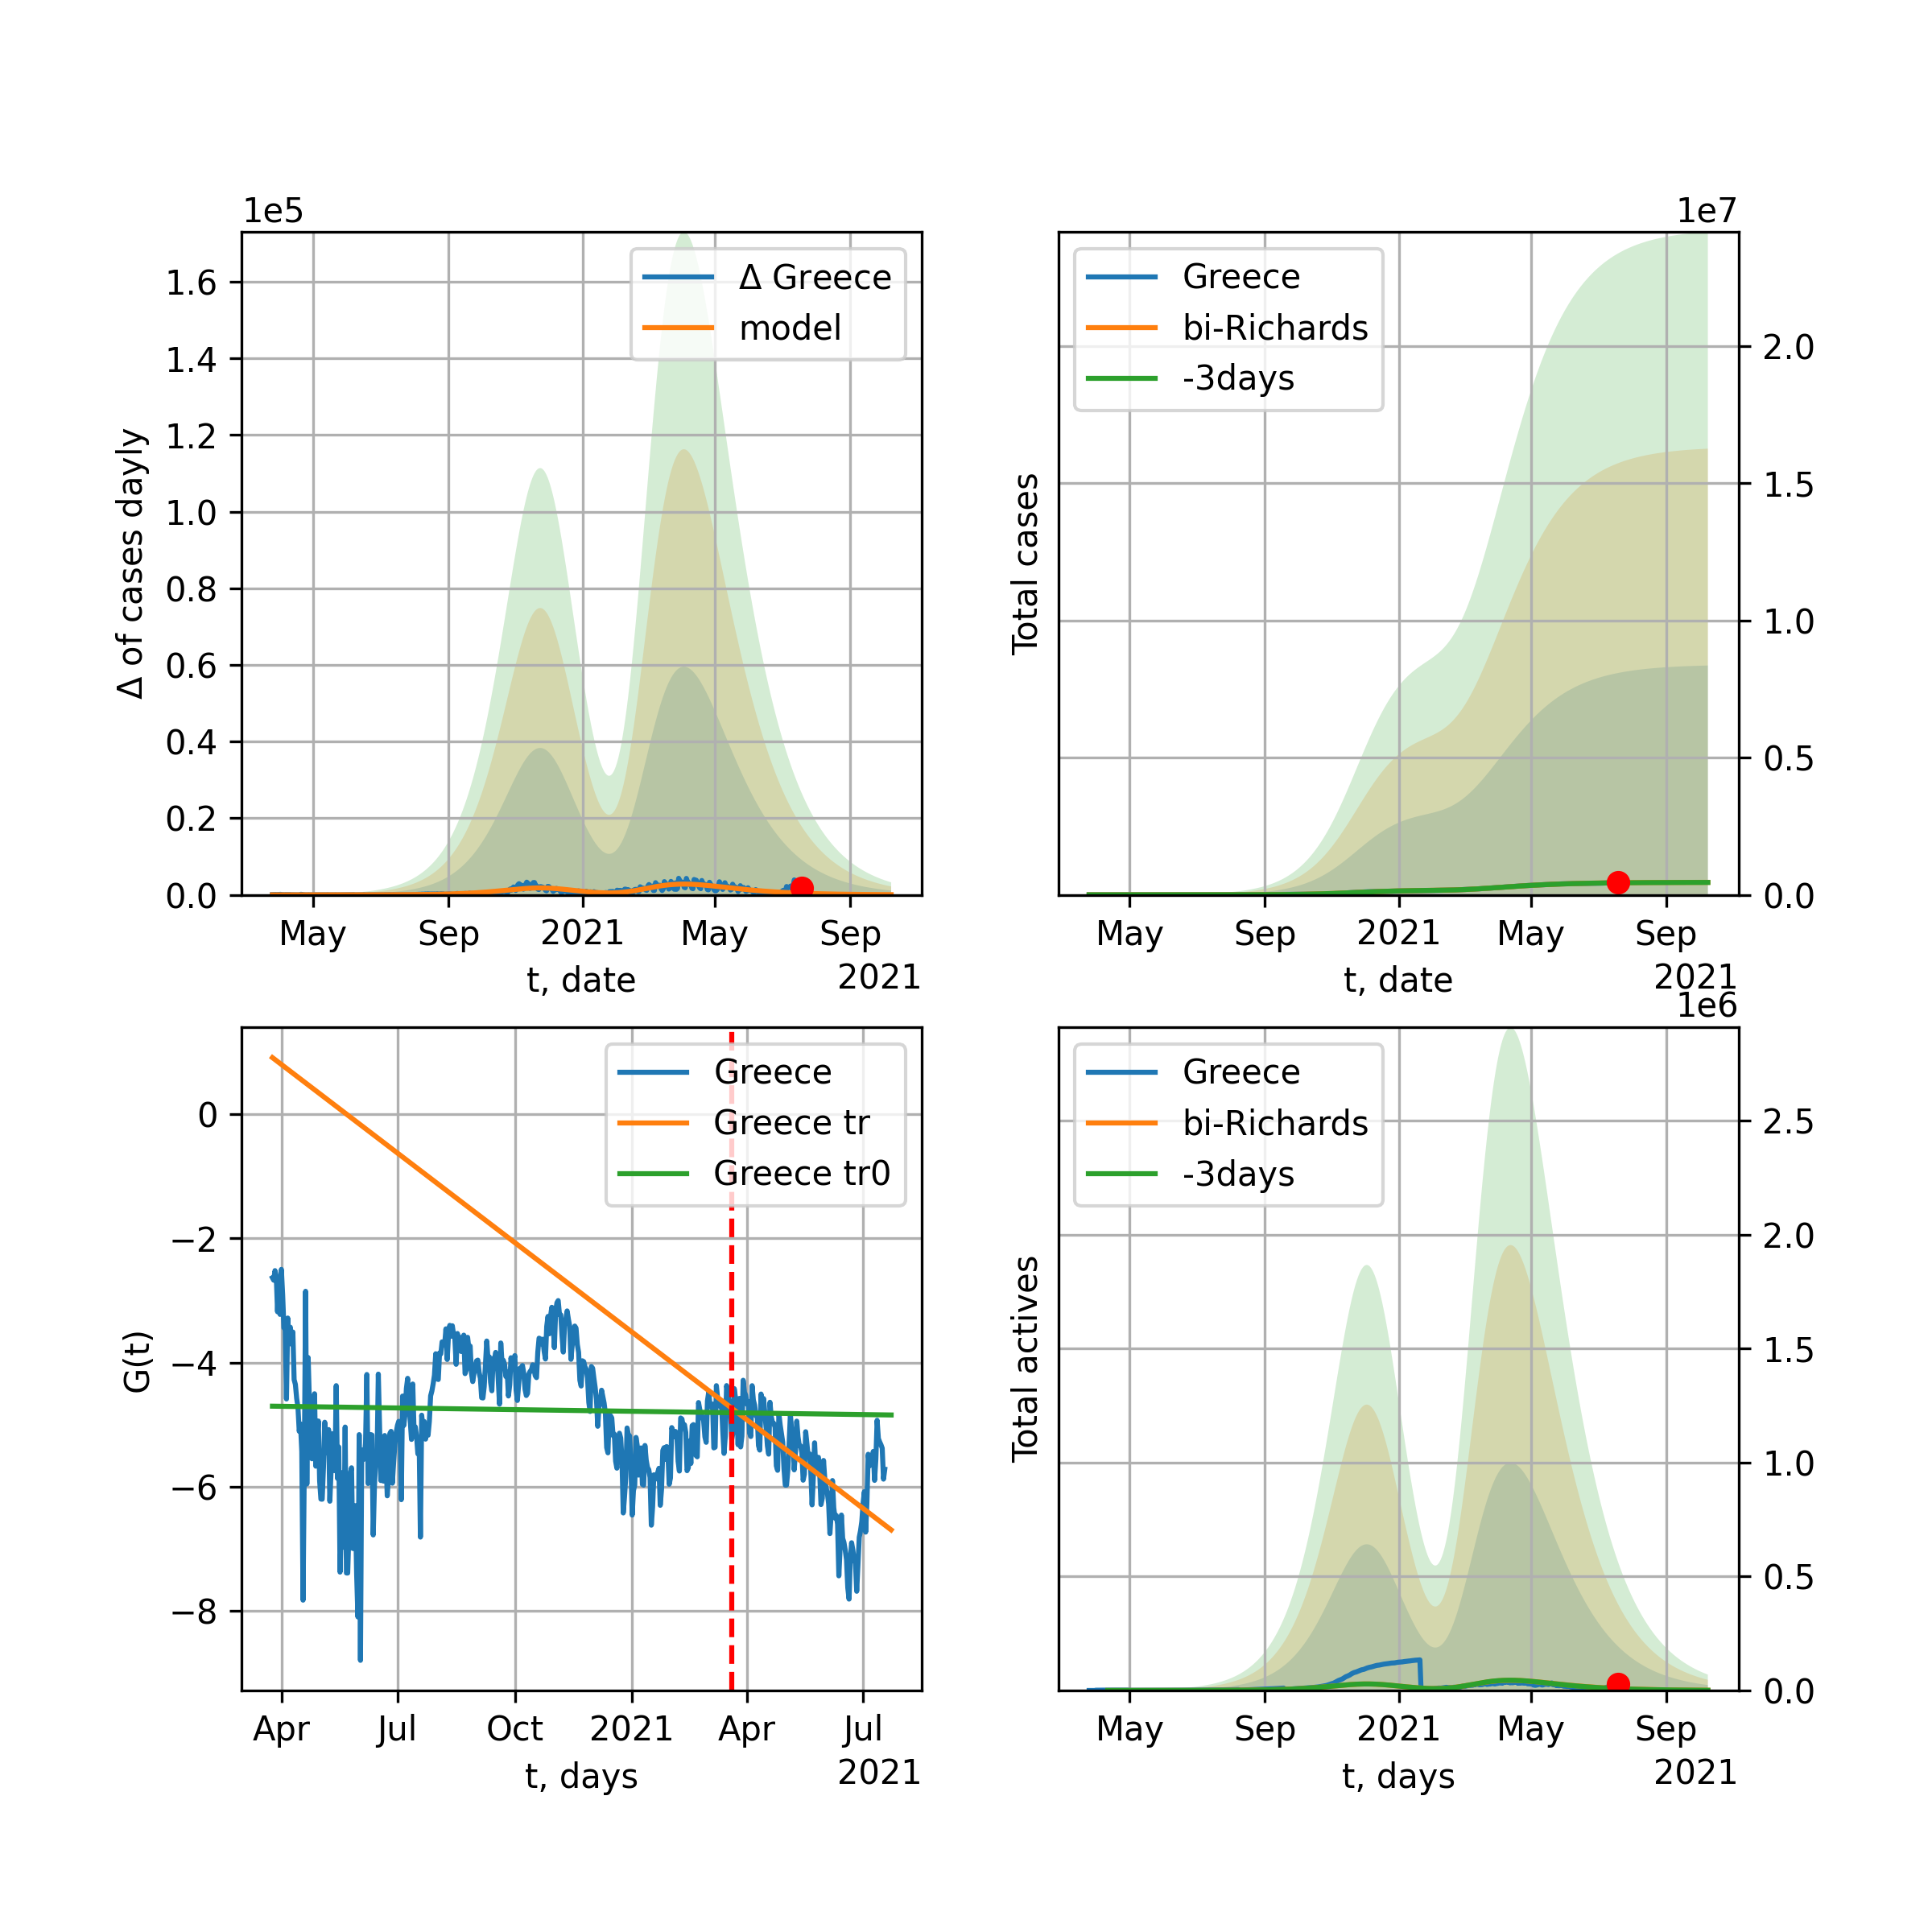 1e5
Δ of cases dayly
1.6
1.4
1.2
1.0
0.8
0.6
0.4
0.2
0.0
Δ Greece
model
May Sep 2021 May Sep
t, date
2021
1e7
Total cases
Greece
bi-Richards
-3days
2.0
1.5
1.0
0.5
0.0
May Sep 2021 May Sep
t, date
2021
G(t)
0
−2
−4
−6
−8
Greece
Greece tr
Greece tr0
Apr Jul Oct 2021 Apr Jul
t, days
2021
1e6
Total actives
Greece
bi-Richards
-3days
2.5
2.0
1.5
1.0
0.5
0.0
May Sep 2021 May Sep
t, days
2021